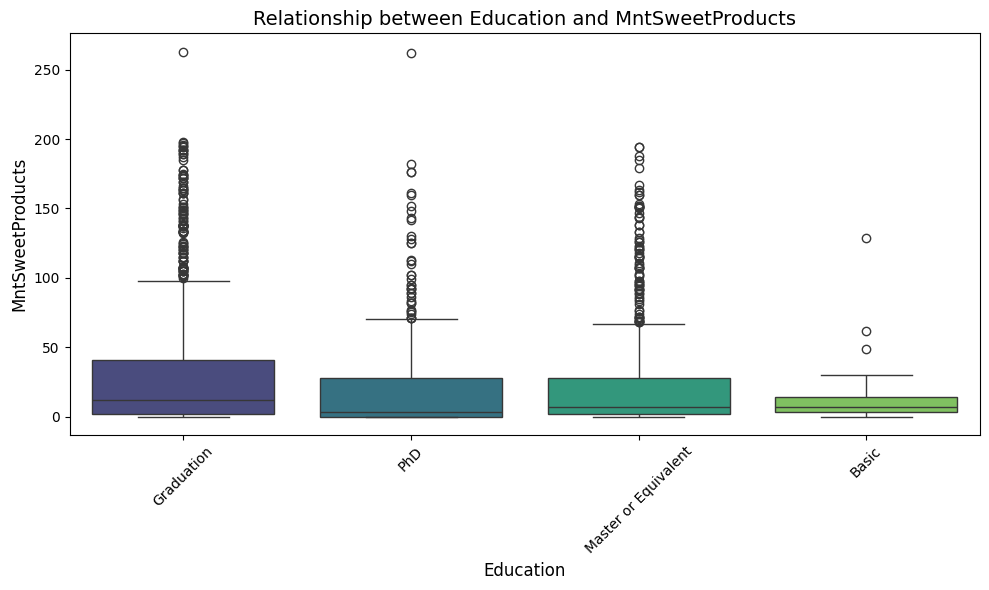 Relationship between Education and MntSweetProducts
MntSweetProducts
250
200
150
100
50
0
Graduation
PhD
Master or Equivalent
Basic
Education